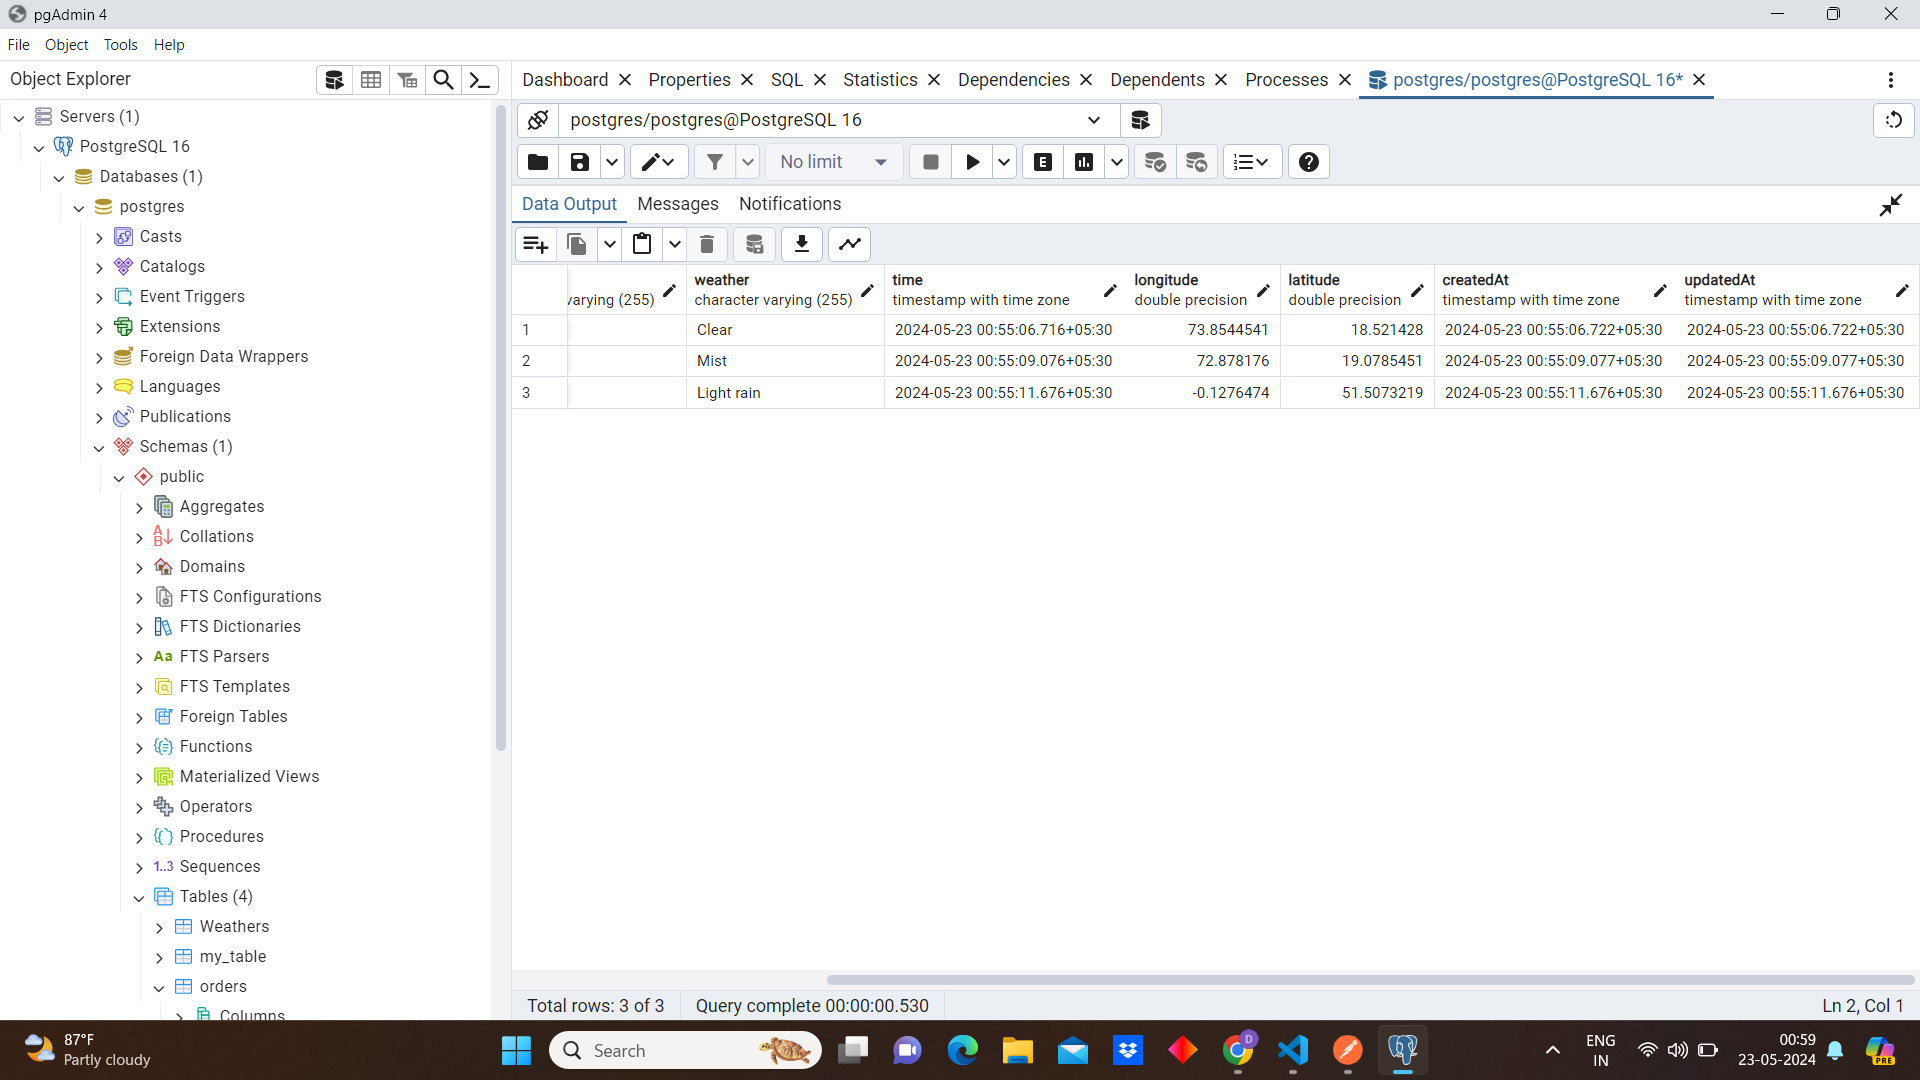 pgAdmin 4
File Object Tools Help
Object Explorer
Dashboard Properties SQL Statistics Dependencies Dependents Processes postgres/postgres@PostgreSQL 16*
Servers (1)
PostgreSQL 16
Databases (1)
postgres
Casts
Catalogs
Event Triggers
Extensions
Foreign Data Wrappers
Languages
Publications
Schemas (1)
public
Aggregates
Collations
Domains
FTS Configurations
FTS Dictionaries
Aa FTS Parsers
FTS Templates
Foreign Tables
Functions
Materialized Views
Operators
Procedures
1..3 Sequences
Tables (4)
Weathers
my_table
orders
Columns
postgres/postgres@PostgreSQL 16
No limit
E
Data Output Messages Notifications
weather time longitude latitude createdAt updatedAt
varying (255) character varying (255) timestamp with time zone double precision double precision timestamp with time zone timestamp with time zone
1 Clear 2024-05-23 00:55:06.716+05:30 73.8544541 18.521428 2024-05-23 00:55:06.722+05:30 2024-05-23 00:55:06.722+05:30
2 Mist 2024-05-23 00:55:09.076+05:30 72.878176 19.0785451 2024-05-23 00:55:09.077+05:30 2024-05-23 00:55:09.077+05:30
3 Light rain 2024-05-23 00:55:11.676+05:30 -0.1276474 51.5073219 2024-05-23 00:55:11.676+05:30 2024-05-23 00:55:11.676+05:30
Total rows: 3 of 3 Query complete 00:00:00.530 Ln 2, Col 1
87°F
Partly cloudy
Search
D
ENG
IN
00:59
23-05-2024
PRE